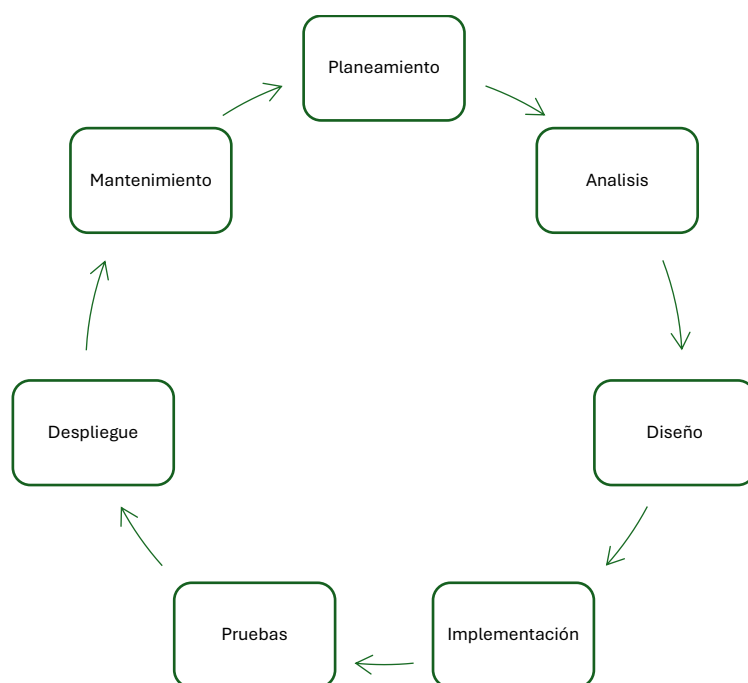 Planeamiento
Analisis
Diseño
Implementación
Pruebas
Despliegue
Mantenimiento